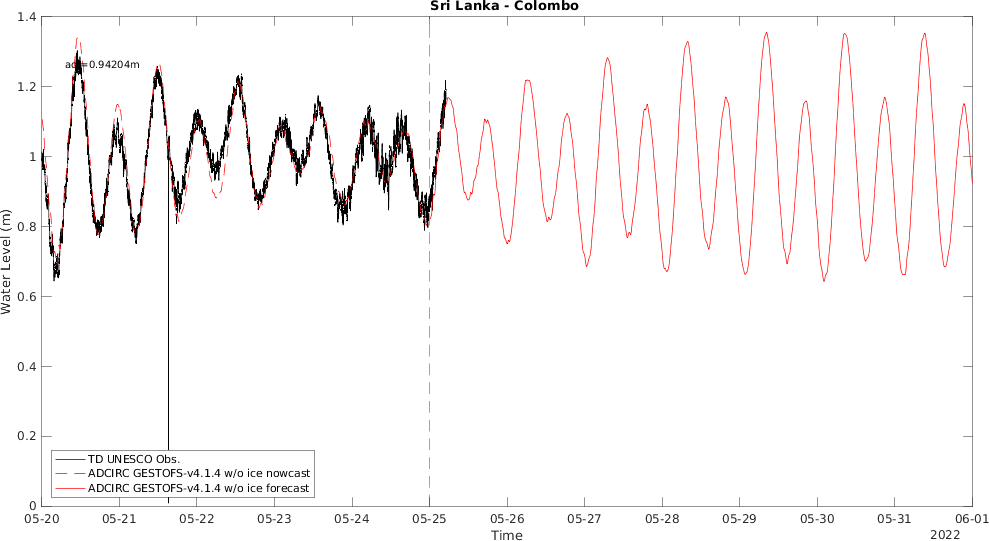 Sri Lanka - Colombo
1.4
1.2
1
0.8
0.6
0.4
0.2
0
Water Level (m)
=0.94204m
TD UNESCO Obs.
ADCIRC GESTOFS-v4.1.4 w/o ice nowcast
ADCIRC GESTOFS-v4.1.4 w/o ice forecast
05-20 05-21 05-22 05-23 05-24 05-25 05-26 05-27 05-28 05-29 05-30 05-31 06-01
Time
2022